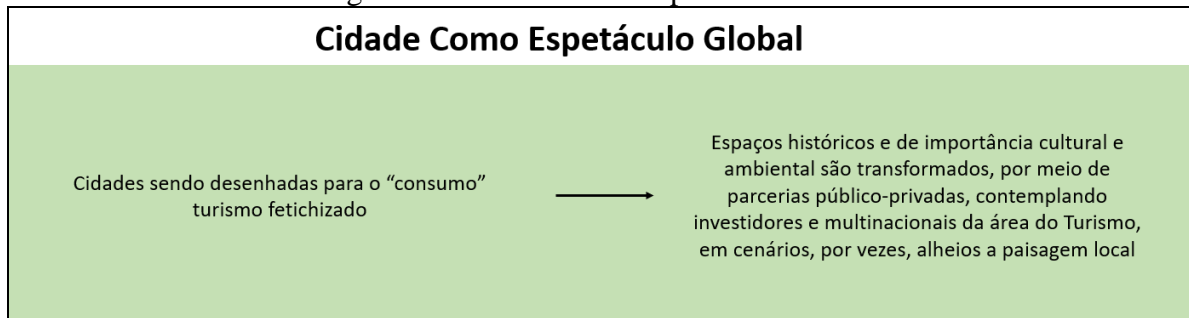 Cidade Como Espetáculo Global
Cidades sendo desenhadas para o “consumo”
turismo fetichizado
Espaços históricos e de importância cultural e
ambiental são transformados, por meio de
parcerias público-privadas, contemplando
investidores e multinacionais da área do Turismo,
em cenários, por vezes, alheios a paisagem local